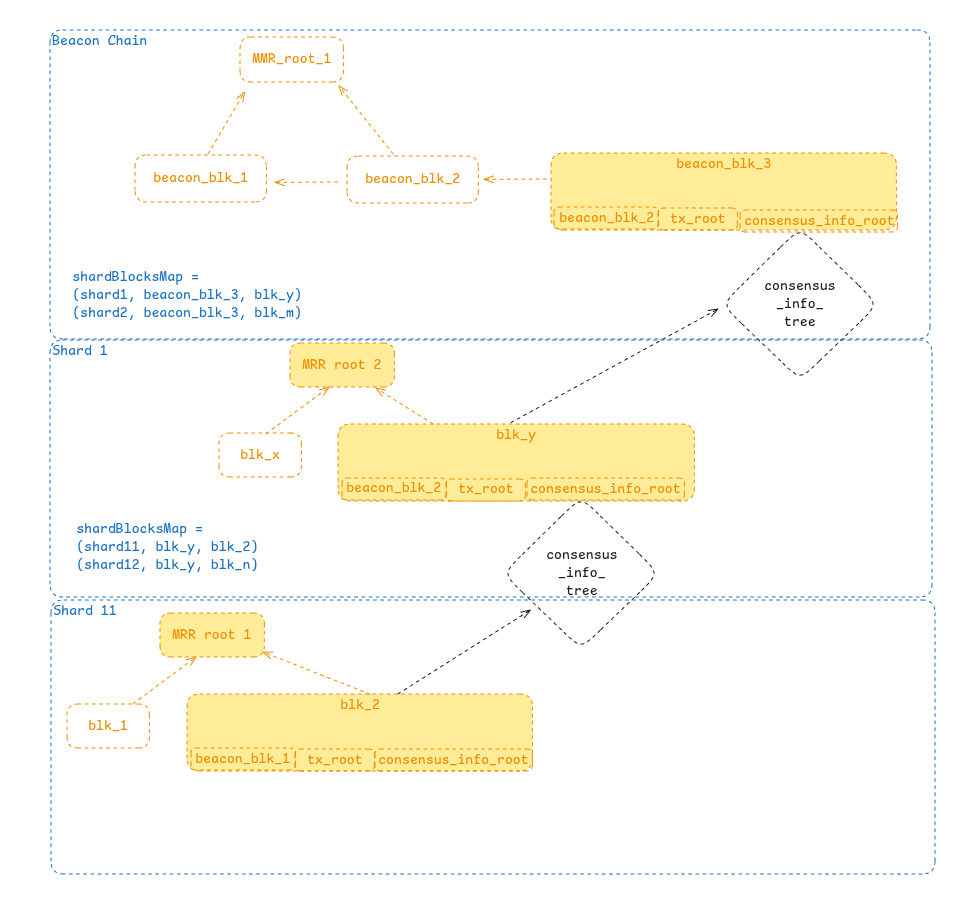 Beacon Chain
MMR_root_1
beacon_blk_1
beacon_blk_2
beacon_blk_3
beacon_blk_2
tx_root
consensus_info_root
shardBlocksMap =
(shard1, beacon_blk_3, blk_y)
(shard2, beacon_blk_3, blk_m)
consensus
_info_
tree
Shard 1
MRR root 2
blk_x
blk_y
beacon_blk_2
tx_root
consensus_info_root
shardBlocksMap =
(shard11, blk_y, blk_2)
(shard12, blk_y, blk_n)
consensus
_info_
tree
Shard 11
MRR root 1
blk_1
blk_2
beacon_blk_1
tx_root
consensus_info_root